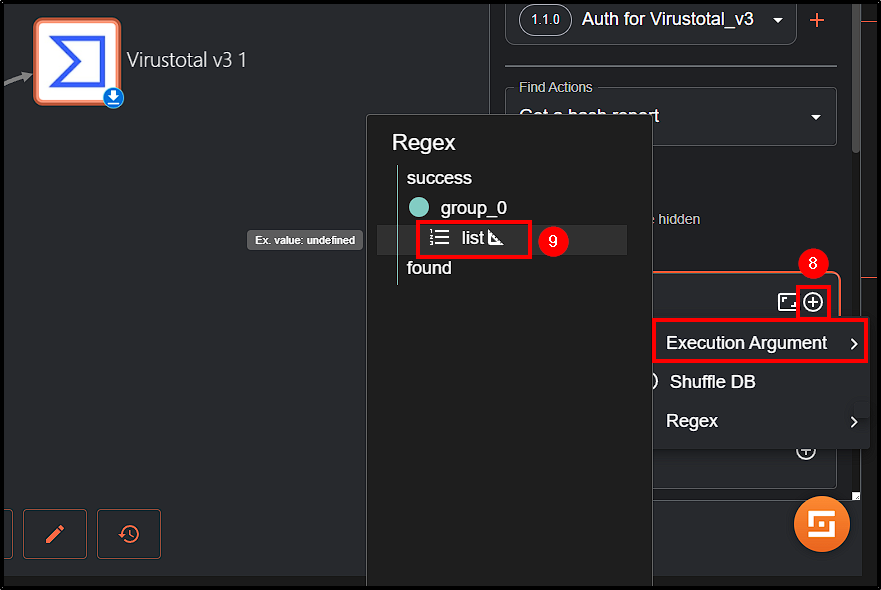 1.1.0 Auth for Virustotal_v3
Virustotal v3 1
Find Actions
Get a hash report
Regex
success
group_0
hidden
Ex. value: undefined
list
9
8
found
Execution Argument
Shuffle DB
Regex